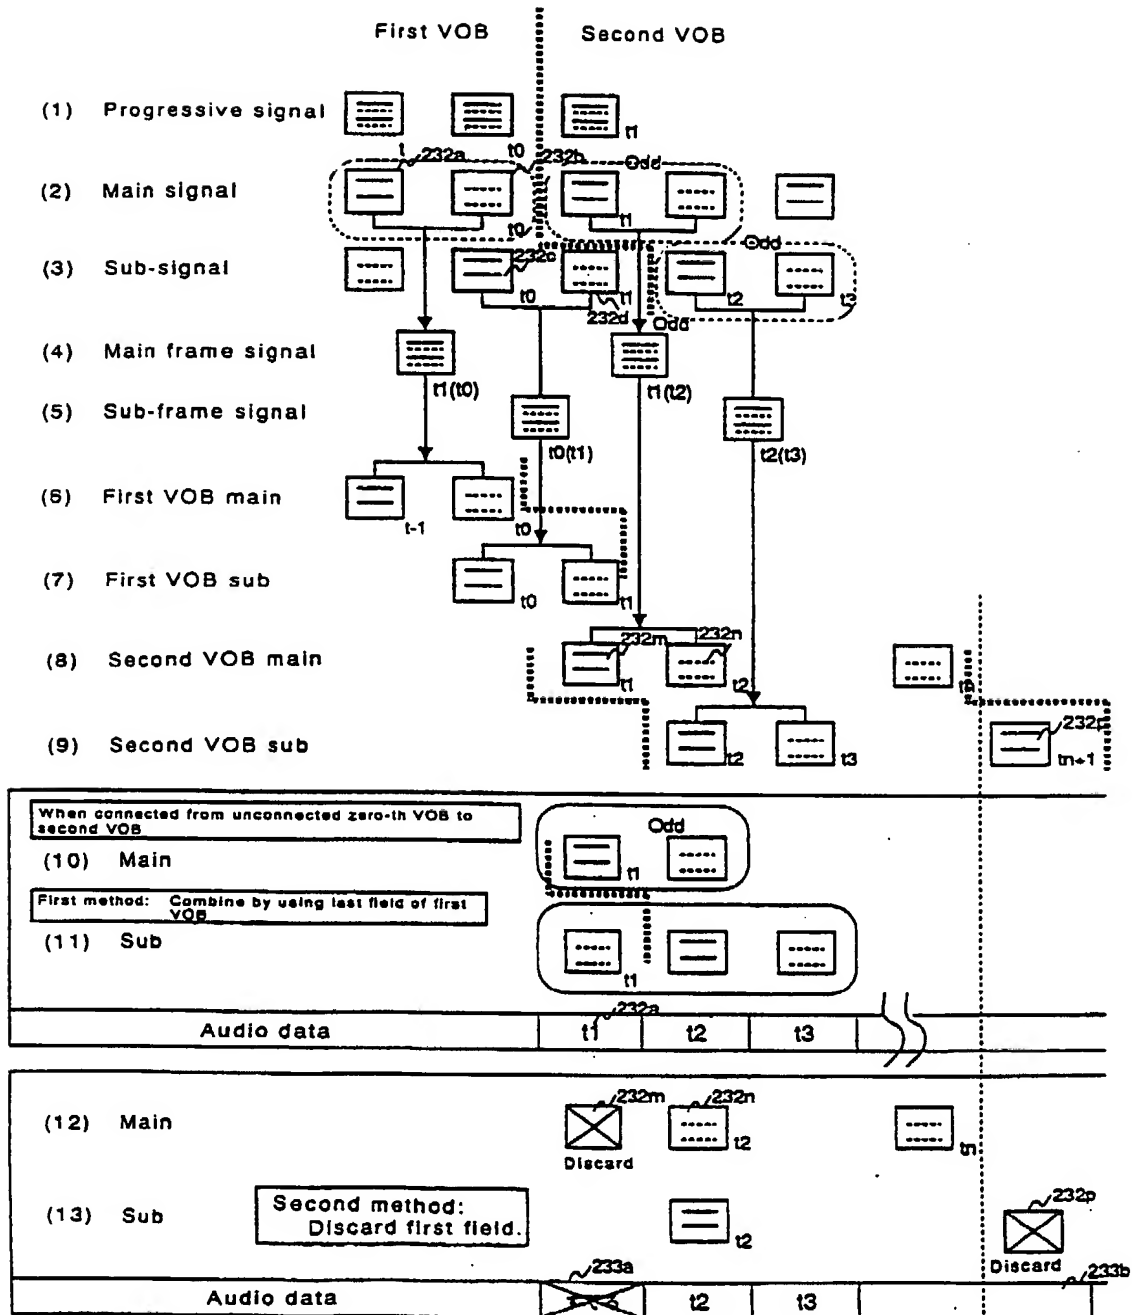 First VOB Second VOB
(1) Progressive signal
t t0 t1
232a 232b Odd
(2) Main signal
t0 t1
Odd
(3) Sub-signal
232c
t0 t1 t2 t3
232d Odd
(4) Main frame signal
t1(t0) t1(t2)
(5) Sub-frame signal
t0(t1) t2(t3)
(6) First VOB main
t-1 t0
(7) First VOB sub
t0 t1
232m 232n
(8) Second VOB main
t1 t2
232p
(9) Second VOB sub
t2 t3 tn+1
When connected from unconnected zero-th VOB to
second VOB
Odd
(10) Main
t1
First method: Combine by using last field of first
VOB
(11) Sub
t1
232a
Audio data t1 t2 t3
232m 232n
(12) Main
t2 tn
Discard
232p
(13) Sub
Second method:
Discard first field.
t2
Discard
233a 233b
Audio data t2 t3